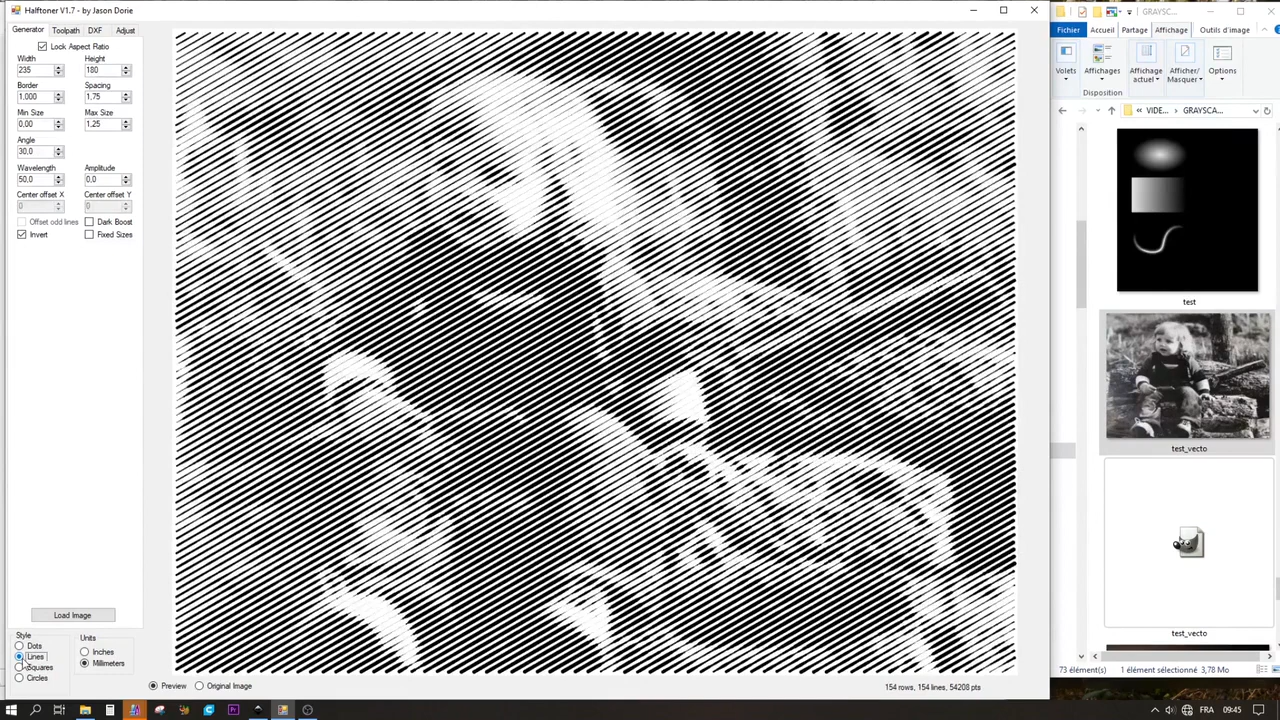 Halftoner V1.7 - by Jason Dorie
Generator Toolpath DXF Adjust
Lock Aspect Ratio
Width Height
235 180
Border Spacing
1,000 1,75
Min Size Max Size
0,00 1,25
Angle
30,0
Wavelength Amplitude
50,0 0,0
Center offset X Center offset Y
0 0
Offset odd lines Dark Boost
Invert Fixed Sizes
Load Image
Style
Dots
Lines
Squares
Circles
Units
Inches
Millimeters
Preview Original Image
154 rows, 154 lines, 54208 pts
GRAYSC...
Fichier Accueil Partage Affichage Outils d'image
Volets Affichages Affichage actuel Afficher/ Masquer Options
Disposition
« VIDE... › GRAYSCA...
test
test_vecto
test_vecto
73 élément(s) 1 élément sélectionné 3,78 Mo
FRA 09:45